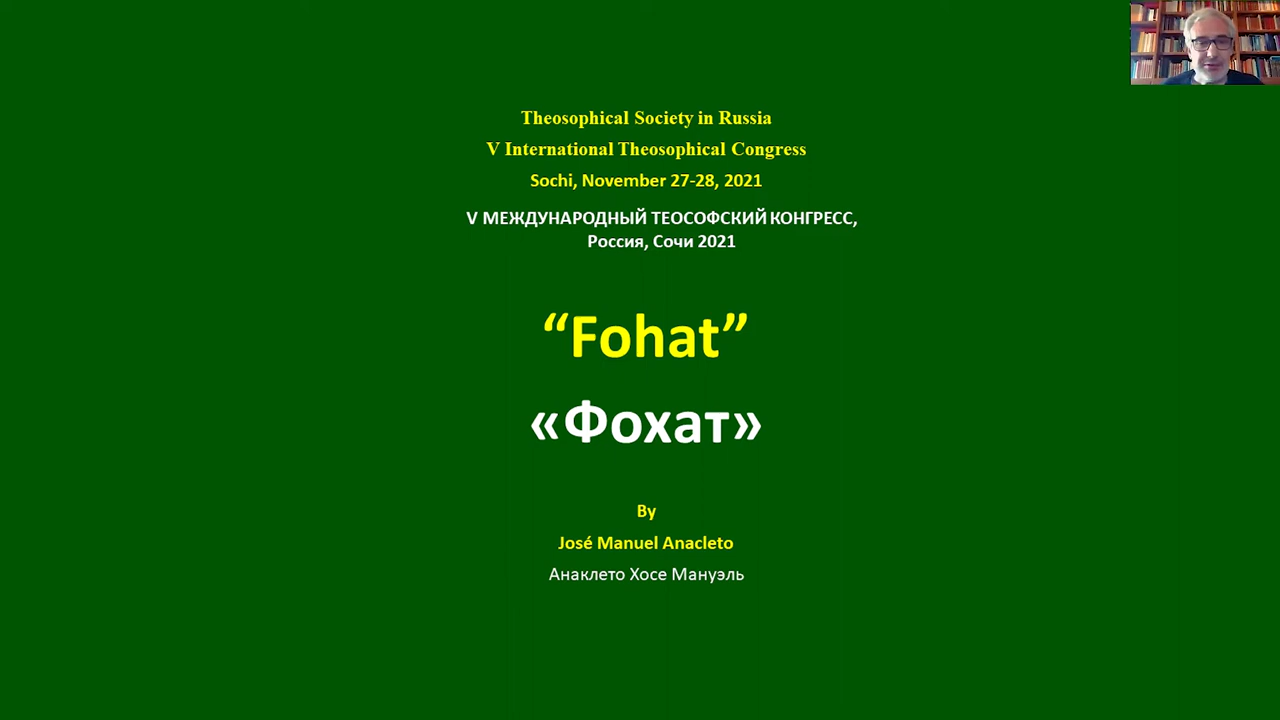 Theosophical Society in Russia
V International Theosophical Congress
Sochi, November 27-28, 2021
V МЕЖДУНАРОДНЫЙ ТЕОСОФСКИЙ КОНГРЕСС,
Россия, Сочи 2021
“Fohat”
«Фохат»
By
José Manuel Anacleto
Анаклето Хосе Мануэль